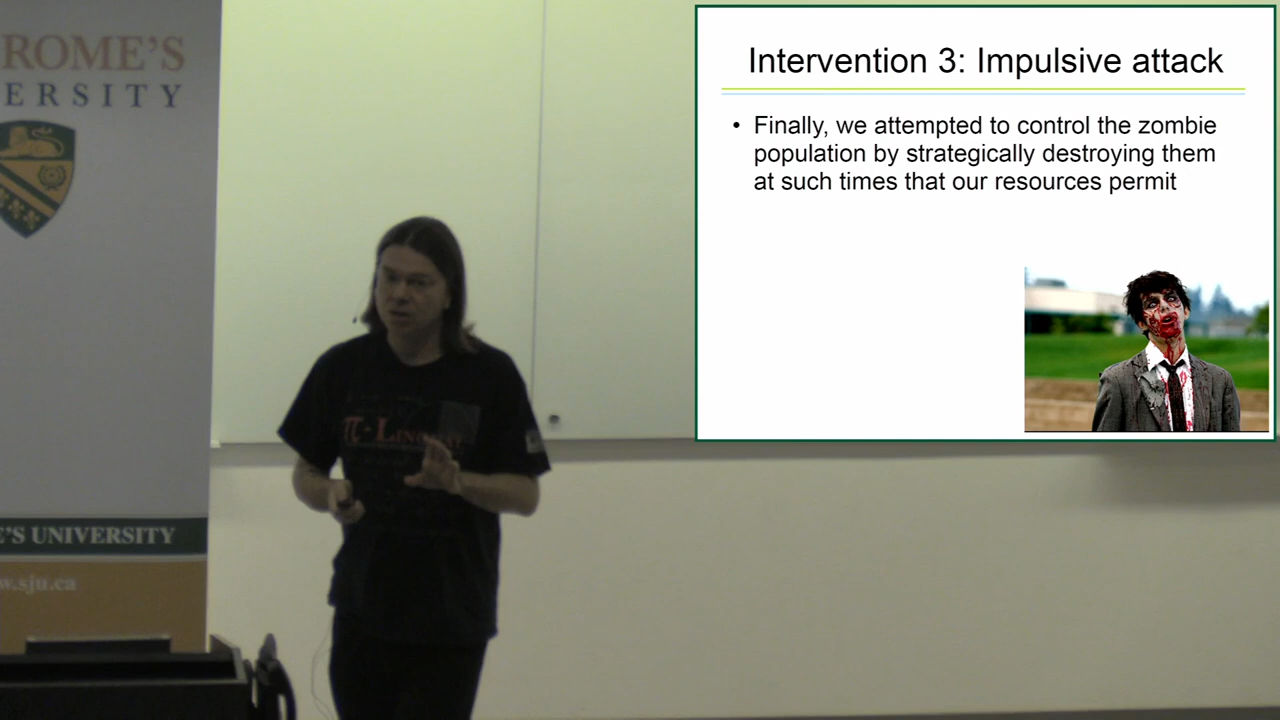 ROME'S
ERSITY
Intervention 3: Impulsive attack
• Finally, we attempted to control the zombie
population by strategically destroying them
at such times that our resources permit
E'S UNIVERSITY
w.sju.ca